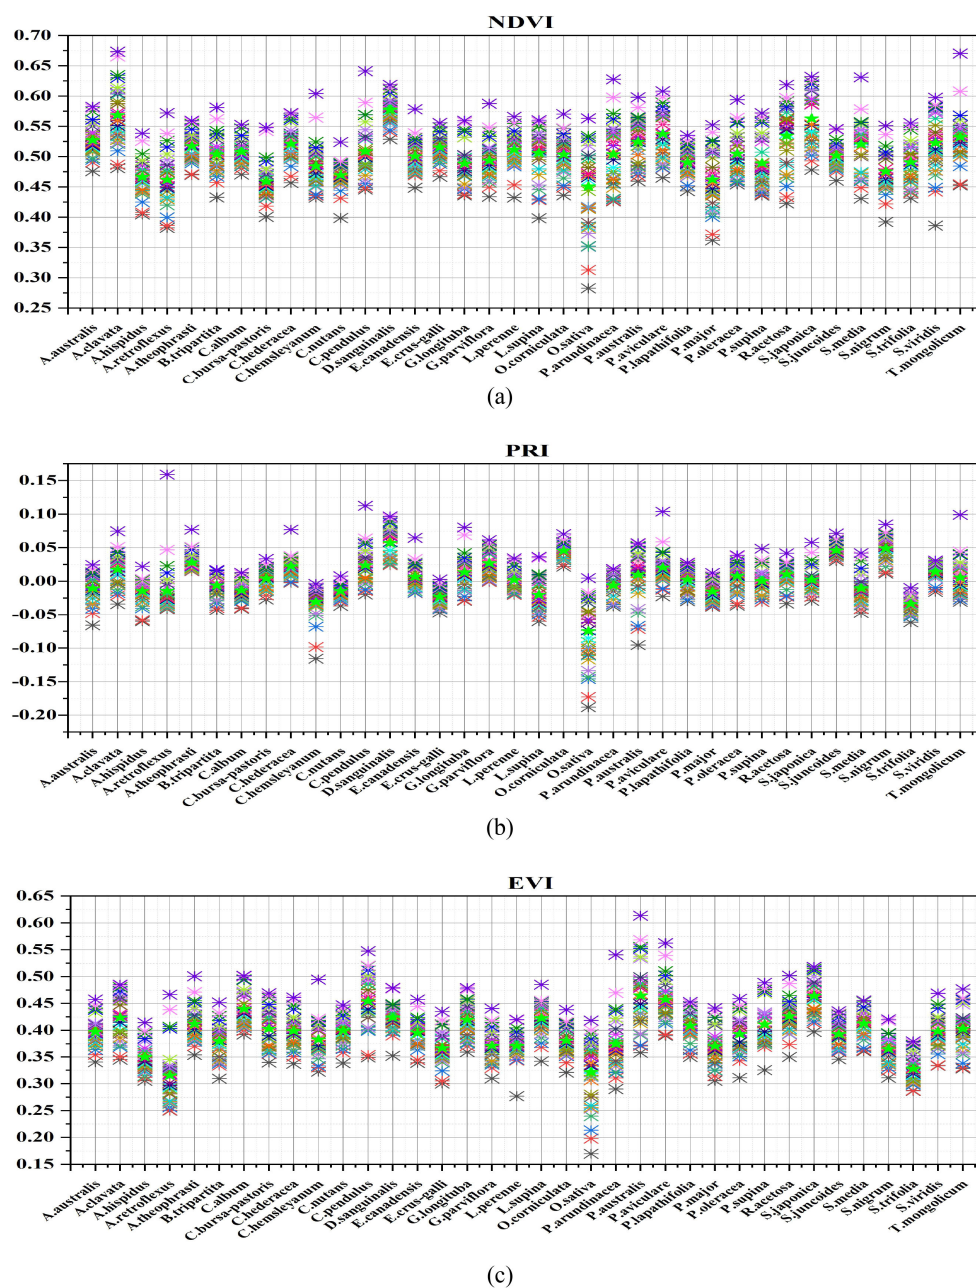 NDVI
0.70
0.65
0.60
0.55
0.50
0.45
0.40
0.35
0.30
0.25
A.australis
A.clavata
A.hispidus
A.retroflexus
A.theophrasti
B.tripartita
C.album
C.bursa-pastoris
C.hederacea
C.hemsleyanum
C.nutans
C.pendulus
D.sanguinalis
E.canadensis
E.crus-galli
G.longituba
G.parviflora
L.perenne
L.supina
O.corniculata
O.sativa
P.arundinacea
P.australis
P.aviculare
P.lapathifolia
P.major
P.oleracea
P.supina
R.acetosa
S.japonica
S.juncoides
S.media
S.nigrum
S.trifolia
S.viridis
T.mongolicum
(a)
PRI
0.15
0.10
0.05
0.00
-0.05
-0.10
-0.15
-0.20
A.australis
A.clavata
A.hispidus
A.retroflexus
A.theophrasti
B.tripartita
C.album
C.bursa-pastoris
C.hederacea
C.hemsleyanum
C.nutans
C.pendulus
D.sanguinalis
E.canadensis
E.crus-galli
G.longituba
G.parviflora
L.perenne
L.supina
O.corniculata
O.sativa
P.arundinacea
P.australis
P.aviculare
P.lapathifolia
P.major
P.oleracea
P.supina
R.acetosa
S.japonica
S.juncoides
S.media
S.nigrum
S.trifolia
S.viridis
T.mongolicum
(b)
EVI
0.65
0.60
0.55
0.50
0.45
0.40
0.35
0.30
0.25
0.20
0.15
A.australis
A.clavata
A.hispidus
A.retroflexus
A.theophrasti
B.tripartita
C.album
C.bursa-pastoris
C.hederacea
C.hemsleyanum
C.nutans
C.pendulus
D.sanguinalis
E.canadensis
E.crus-galli
G.longituba
G.parviflora
L.perenne
L.supina
O.corniculata
O.sativa
P.arundinacea
P.australis
P.aviculare
P.lapathifolia
P.major
P.oleracea
P.supina
R.acetosa
S.japonica
S.juncoides
S.media
S.nigrum
S.trifolia
S.viridis
T.mongolicum
(c)